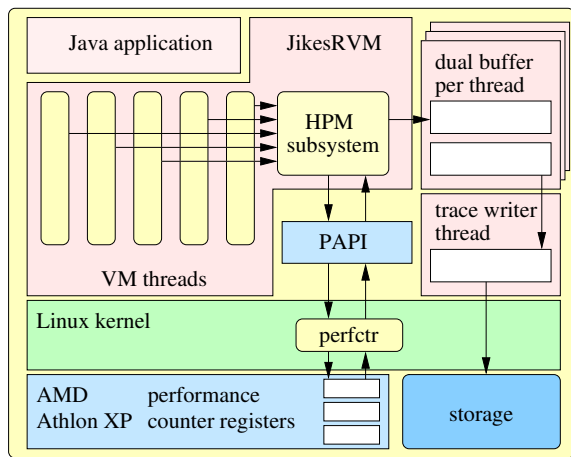 Java application
JikesRVM
dual buffer
per thread
HPM
subsystem
PAPI
trace writer
thread
VM threads
Linux kernel
perfctr
AMD performance
Athlon XP counter registers
storage